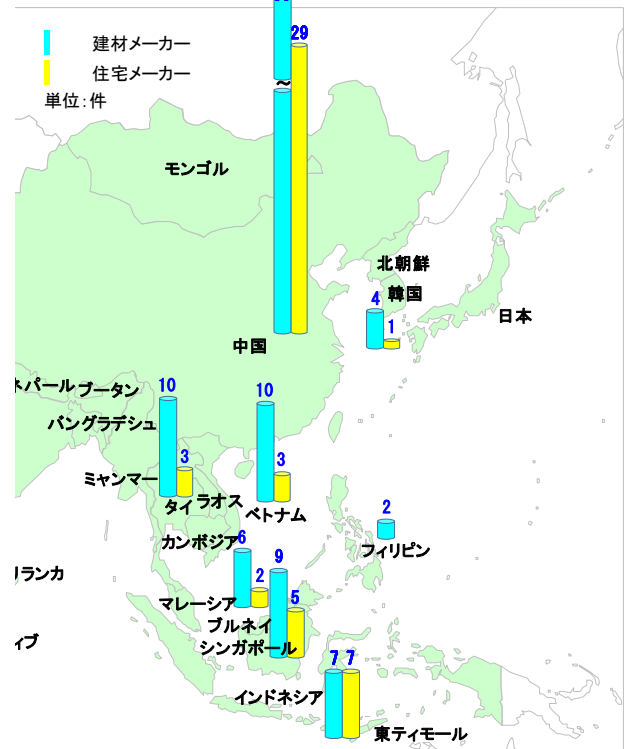 建材メーカー
29
住宅メーカー
単位：件
～
モンゴル
北朝鮮
韓国
4
1
日本
中国
ネパール
ブータン
10
10
バングラデシュ
3
3
ミャンマー
タイ
ラオス
ベトナム
2
フィリピン
カンボジア
6
9
リランカ
2
マレーシア
5
ブルネイ
シンガポール
ィブ
7
7
インドネシア
東ティモール